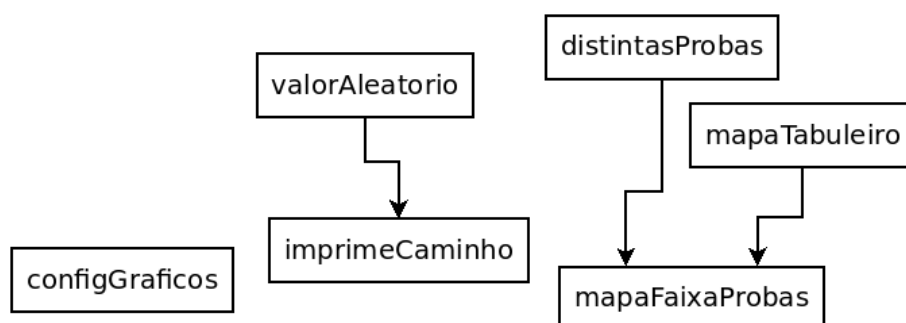 distintasProbas
valorAleatorio
mapaTabuleiro
imprimeCaminho
configGraficos
mapaFaixaProbas